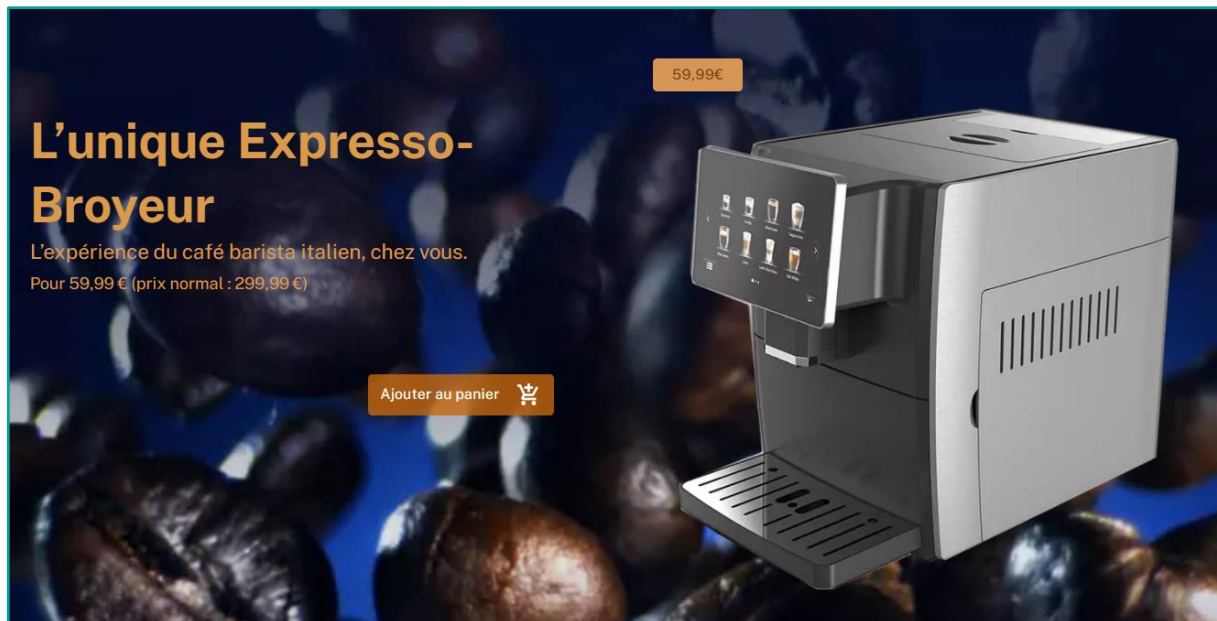 59,99€
L’unique Expresso-
Broyeur
L’expérience du café barista italien, chez vous.
Pour 59,99 € (prix normal : 299,99 €)
Ajouter au panier